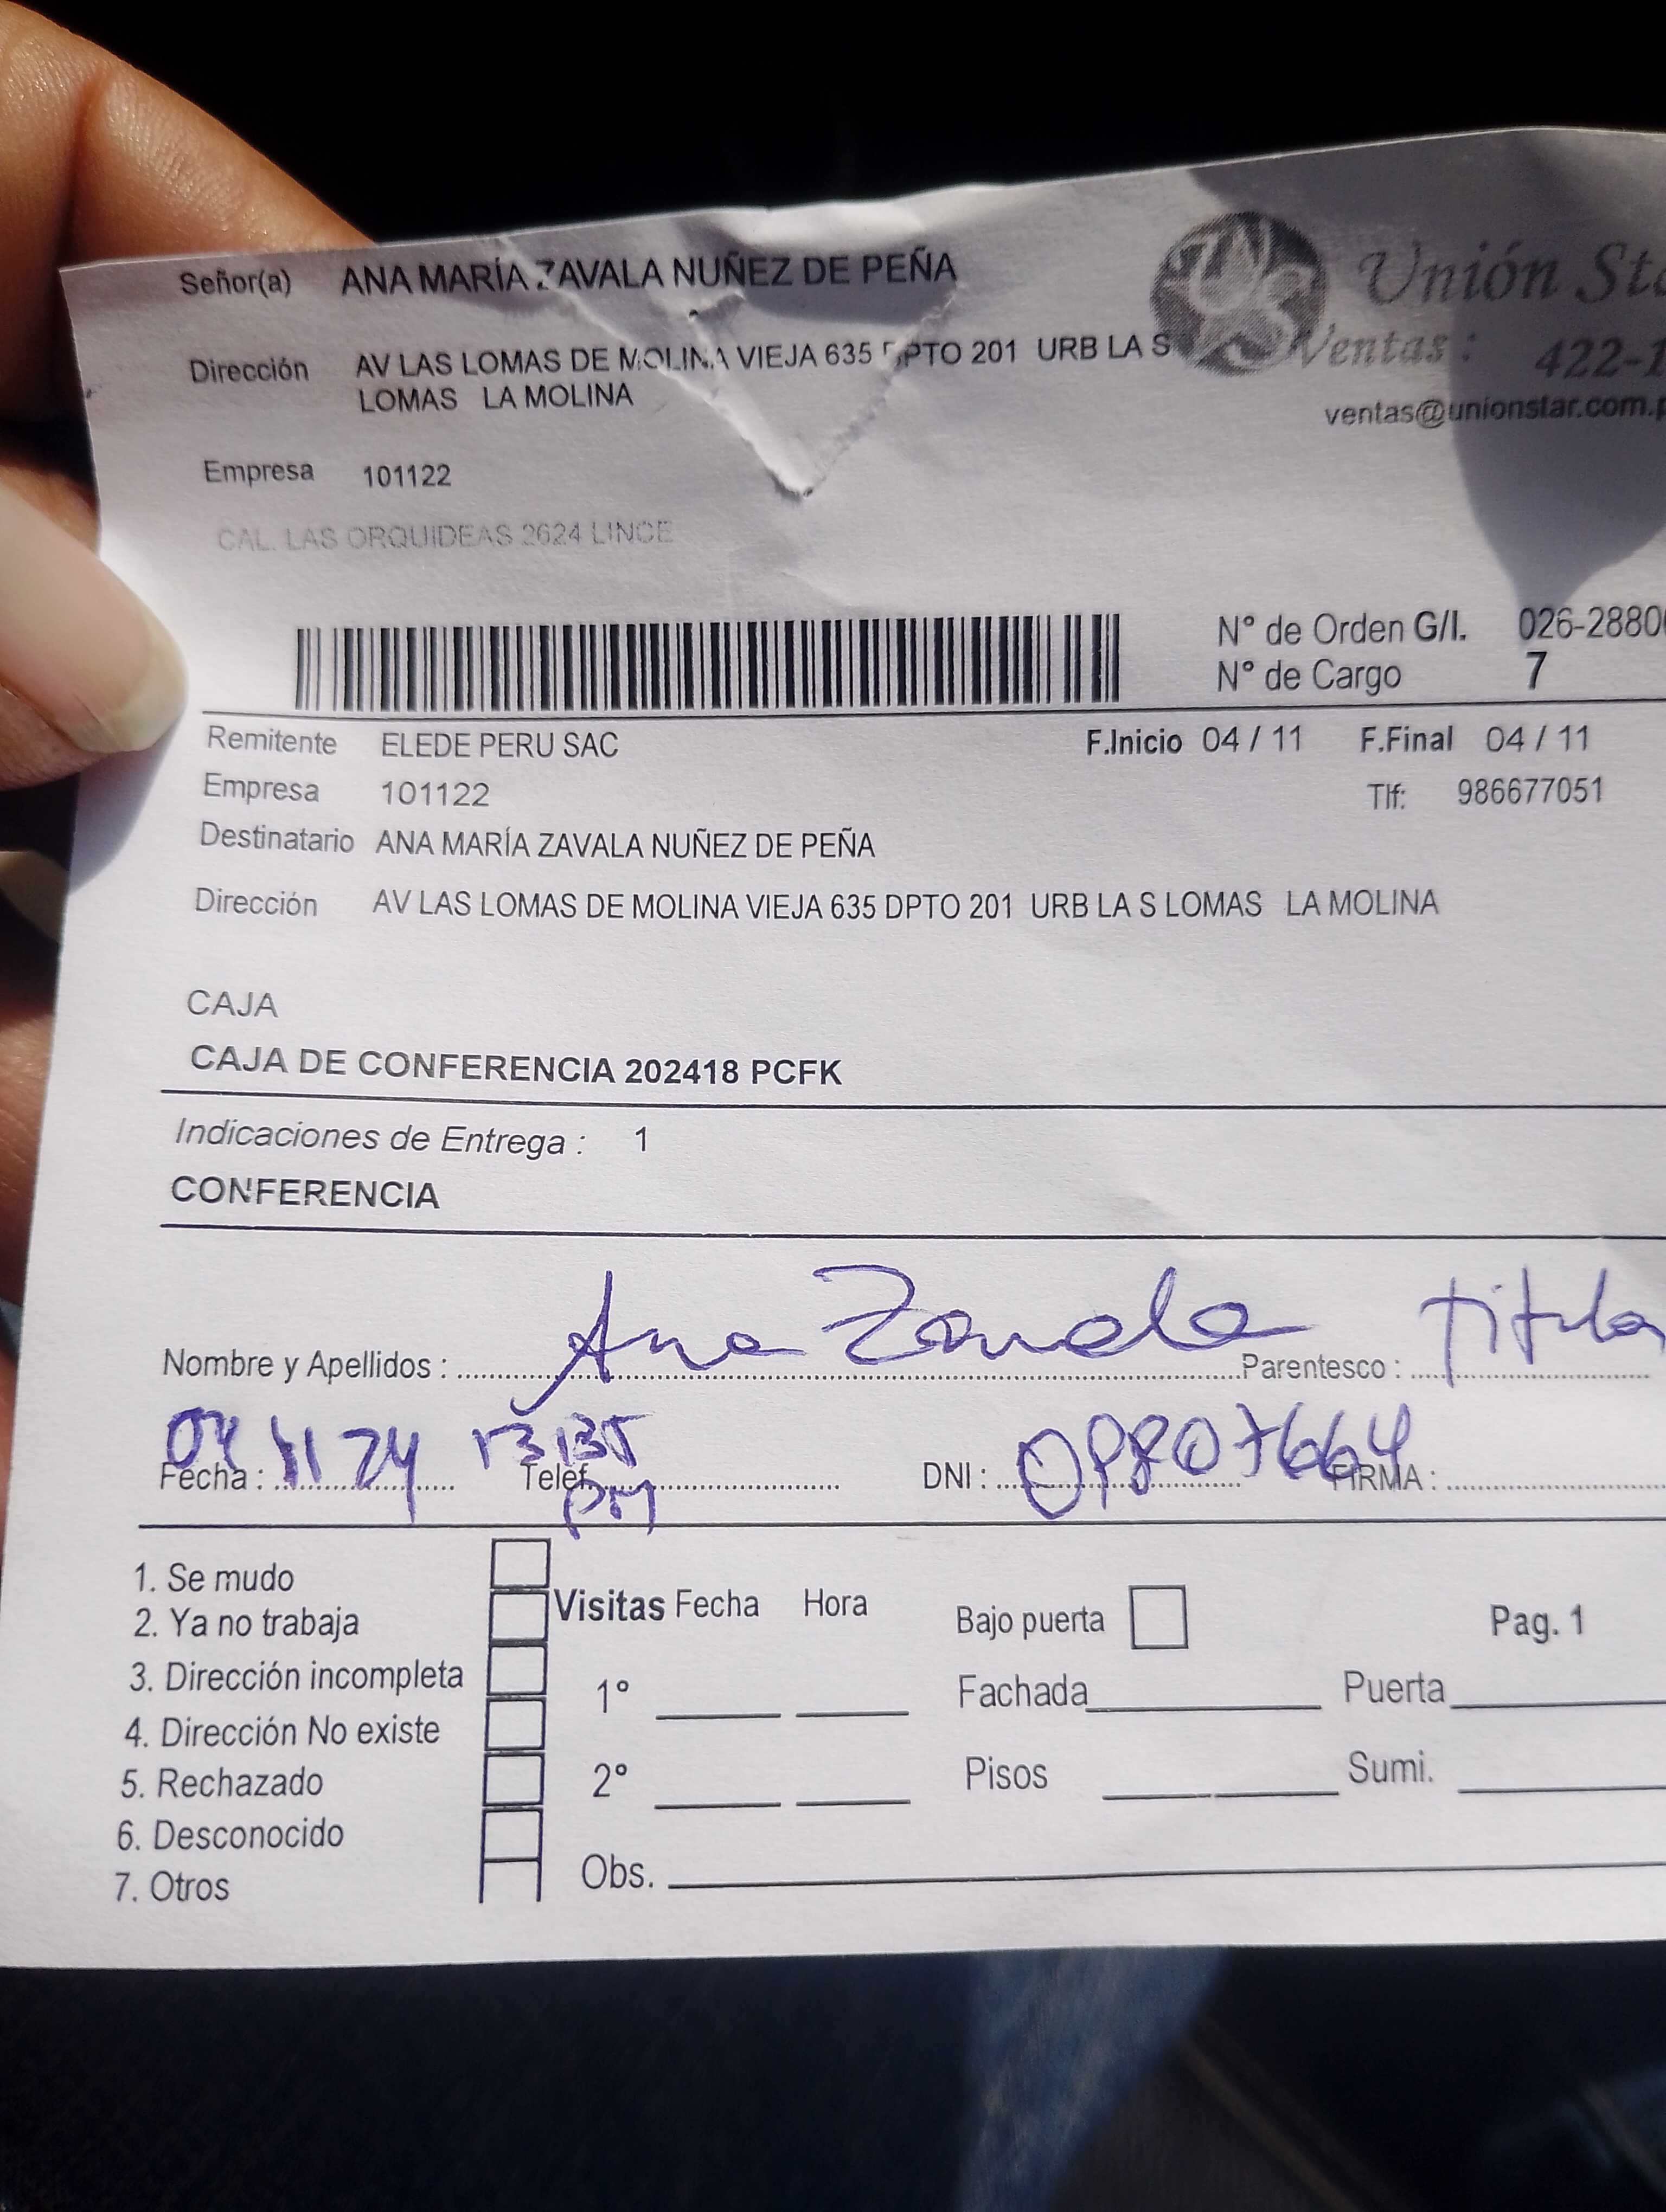 Señor(a) ANA MARÍA ZAVALA NUÑEZ DE PEÑA
Unión
Dirección AV LAS LOMAS DE MOLINA VIEJA 635 DPTO 201 URB LA S
LOMAS LA MOLINA
Ventas : 422-1
ventas@unionstar.com.p
Empresa 101122
CAL. LAS ORQUIDEAS 2624 LINCE
N° de Orden G/I. 026-2880
N° de Cargo 7
Remitente ELEDE PERU SAC F.Inicio 04 / 11 F.Final 04 / 11
Empresa 101122 Tlf: 986677051
Destinatario ANA MARÍA ZAVALA NUÑEZ DE PEÑA
Dirección AV LAS LOMAS DE MOLINA VIEJA 635 DPTO 201 URB LA S LOMAS LA MOLINA
CAJA
CAJA DE CONFERENCIA 202418 PCFK
Indicaciones de Entrega : 1
CONFERENCIA
Nombre y Apellidos : Ana Zavala Parentesco : Titula
Fecha : 04 11 24 Teléf. PM DNI : FIRMA :
1. Se mudo
2. Ya no trabaja
3. Dirección incompleta
4. Dirección No existe
5. Rechazado
6. Desconocido
7. Otros
Visitas Fecha Hora
1°
2°
Obs.
Bajo puerta
Fachada Puerta
Pisos Sumi.
Pag. 1